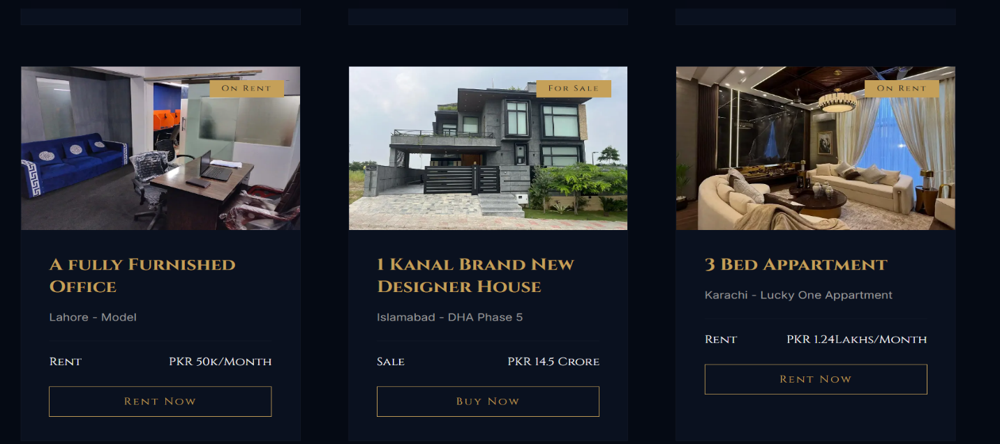 On Rent
A fully Furnished
Office
Lahore - Model
Rent PKR 50k/Month
Rent Now
For Sale
1 Kanal Brand New
Designer House
Islamabad - DHA Phase 5
Sale PKR 14.5 Crore
Buy Now
On Rent
3 Bed Appartment
Karachi - Lucky One Appartment
Rent PKR 1.24Lakhs/Month
Rent Now